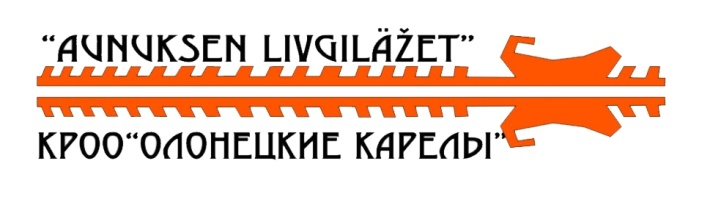 “AUNUKSEN LIVGILÄŽET”
КРОО“ОЛОНЕЦКИЕ КАРЕЛЫ”